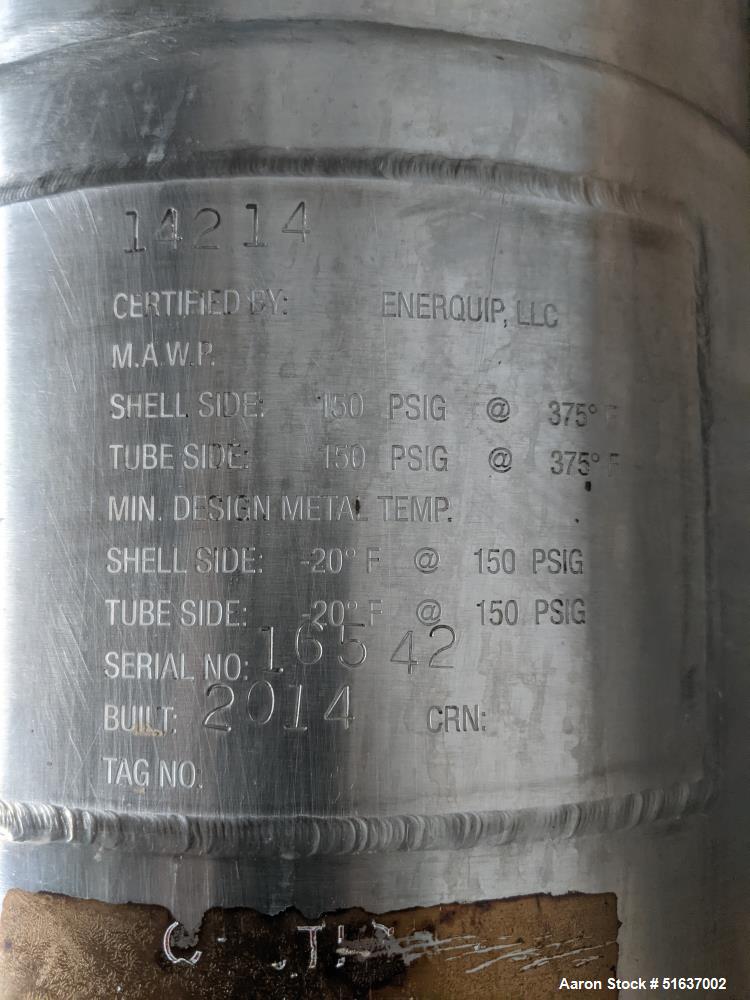 14214
CERTIFIED BY: ENERQUIP, LLC
M.A.W.P.
SHELL SIDE: 150 PSIG @ 375° F
TUBE SIDE: 150 PSIG @ 375° F
MIN. DESIGN METAL TEMP.
SHELL SIDE: -20° F @ 150 PSIG
TUBE SIDE: -20° F @ 150 PSIG
SERIAL NO: 16542
BUILT: 2014 CRN:
TAG NO:
Aaron Stock # 51637002